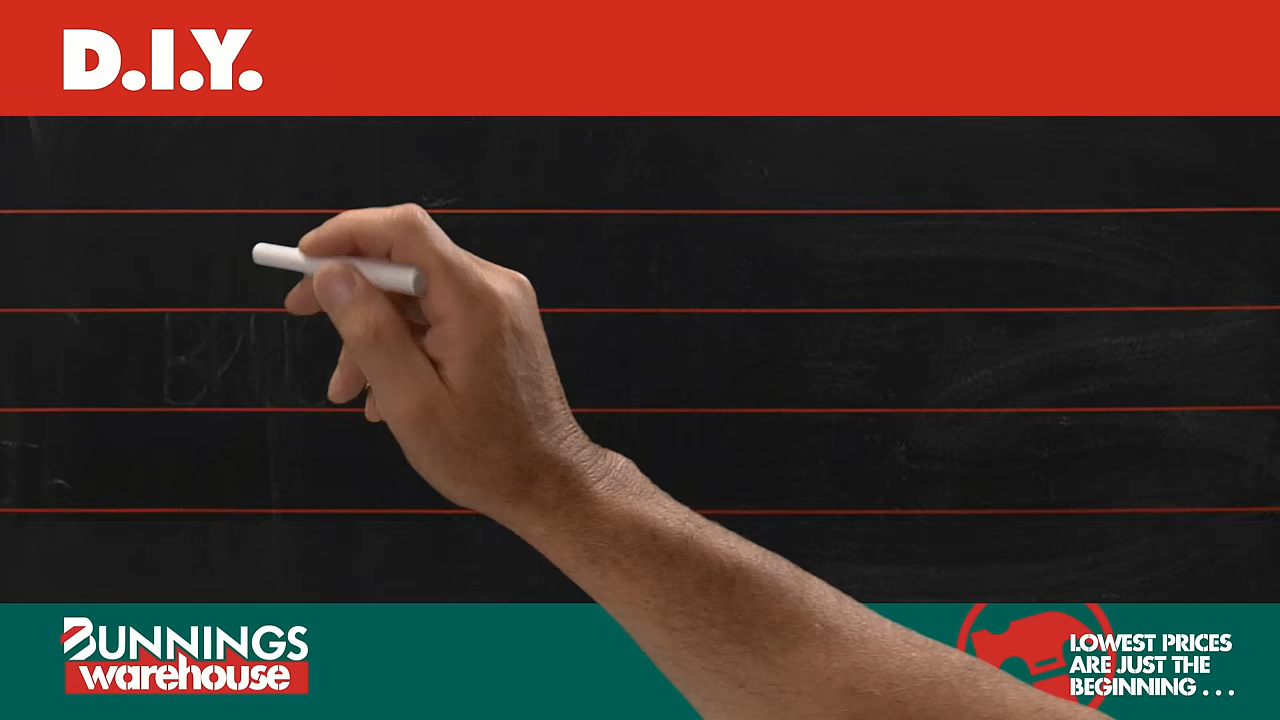 D.I.Y.
BUNNINGS
warehouse
LOWEST PRICES
ARE JUST THE
BEGINNING . . .